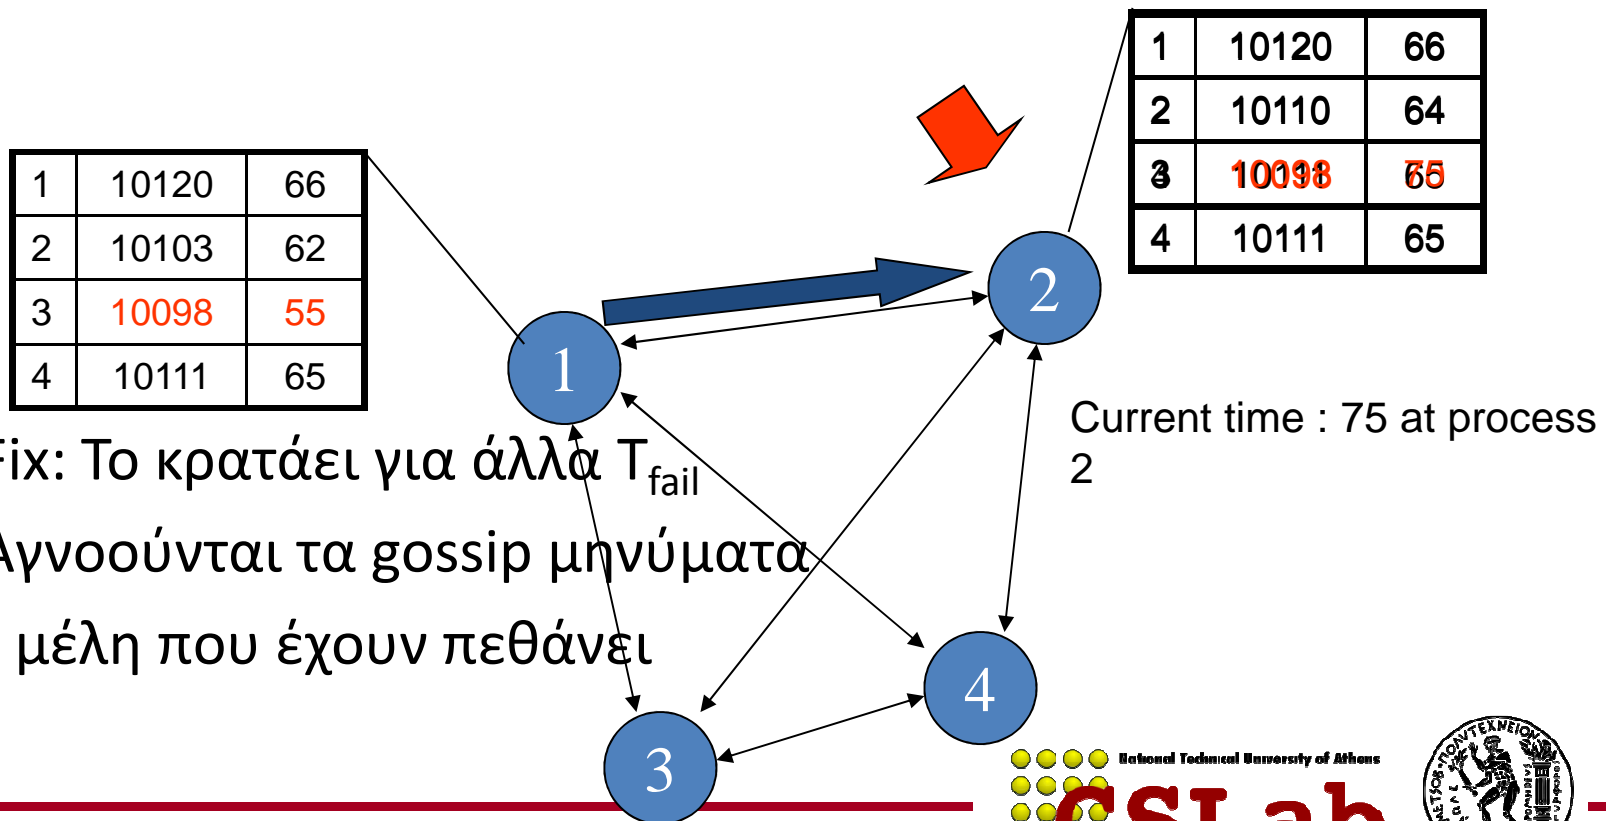 1 10120 66
2 10110 64
4 10111 65
1 10120 66
2 10103 62
3 10098 55
4 10111 65
1
2
Current time : 75 at process
2
Fix: Το κρατάει για άλλα Tfail
Αγνοούνται τα gossip μηνύματα
μέλη που έχουν πεθάνει
4
3
National Technical University of Athens
CSLab